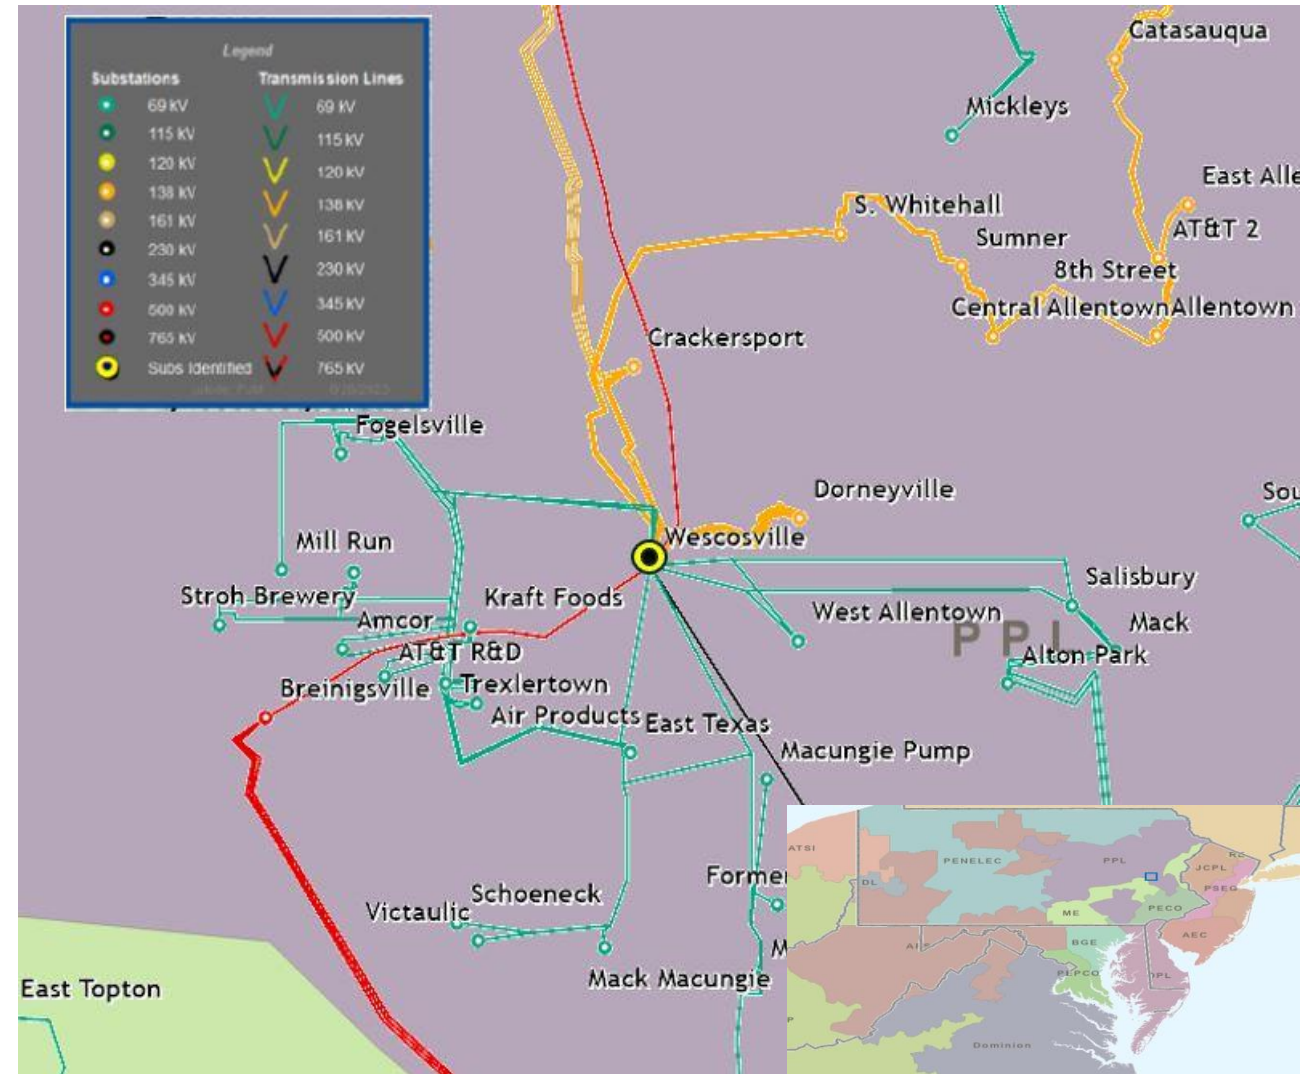 Legend
Substations
Transmission Lines
69 kV
69 kV
115 kV
115 kV
120 kV
120 kV
138 kV
138 kV
161 kV
161 kV
230 kV
230 kV
345 kV
345 kV
500 kV
500 kV
765 kV
Subs Identified
765 kV
Catasauqua
Mickleys
East Alle
S. Whitehall
AT&T 2
Sumner
8th Street
Central Allentown
Allentown
Crackersport
Fogelsville
Dorneyville
Sou
Wescosville
Mill Run
Salisbury
Stroh Brewery
Kraft Foods
West Allentown
Amcor
Mack
PPL
AT&T R&D
Alton Park
Breinigsville
Trexlertown
Air Products
East Texas
Macungie Pump
Former
Schoeneck
Victaulic
M
Mack Macungie
East Topton
ATSI
PENELEC
PPL
RE
JCPL
DL
PSEG
ME
PECO
AEC
BGE
PEPCO
DPL
P
Dominion